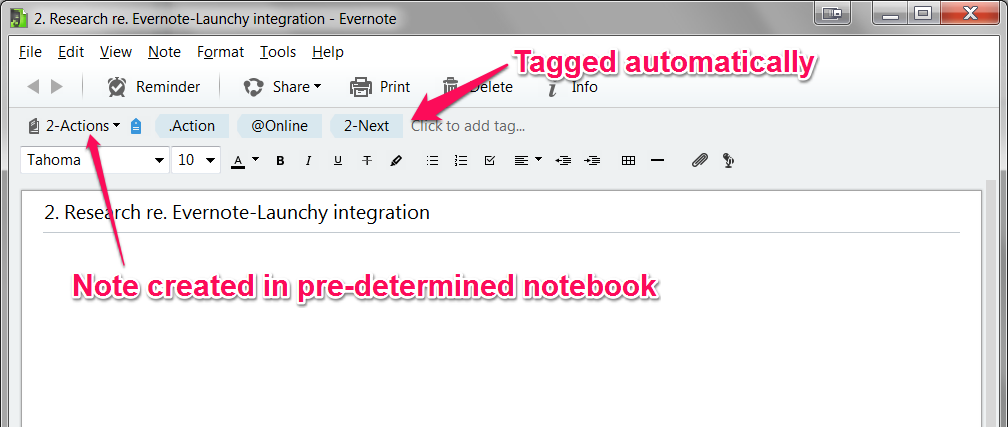 2. Research re. Evernote-Launchy integration - Evernote
File Edit View Note Format Tools Help
Tagged automatically
Reminder Share Print Delete Info
2-Actions .Action @Online 2-Next Click to add tag...
Tahoma 10 A B I U T
2. Research re. Evernote-Launchy integration
Note created in pre-determined notebook